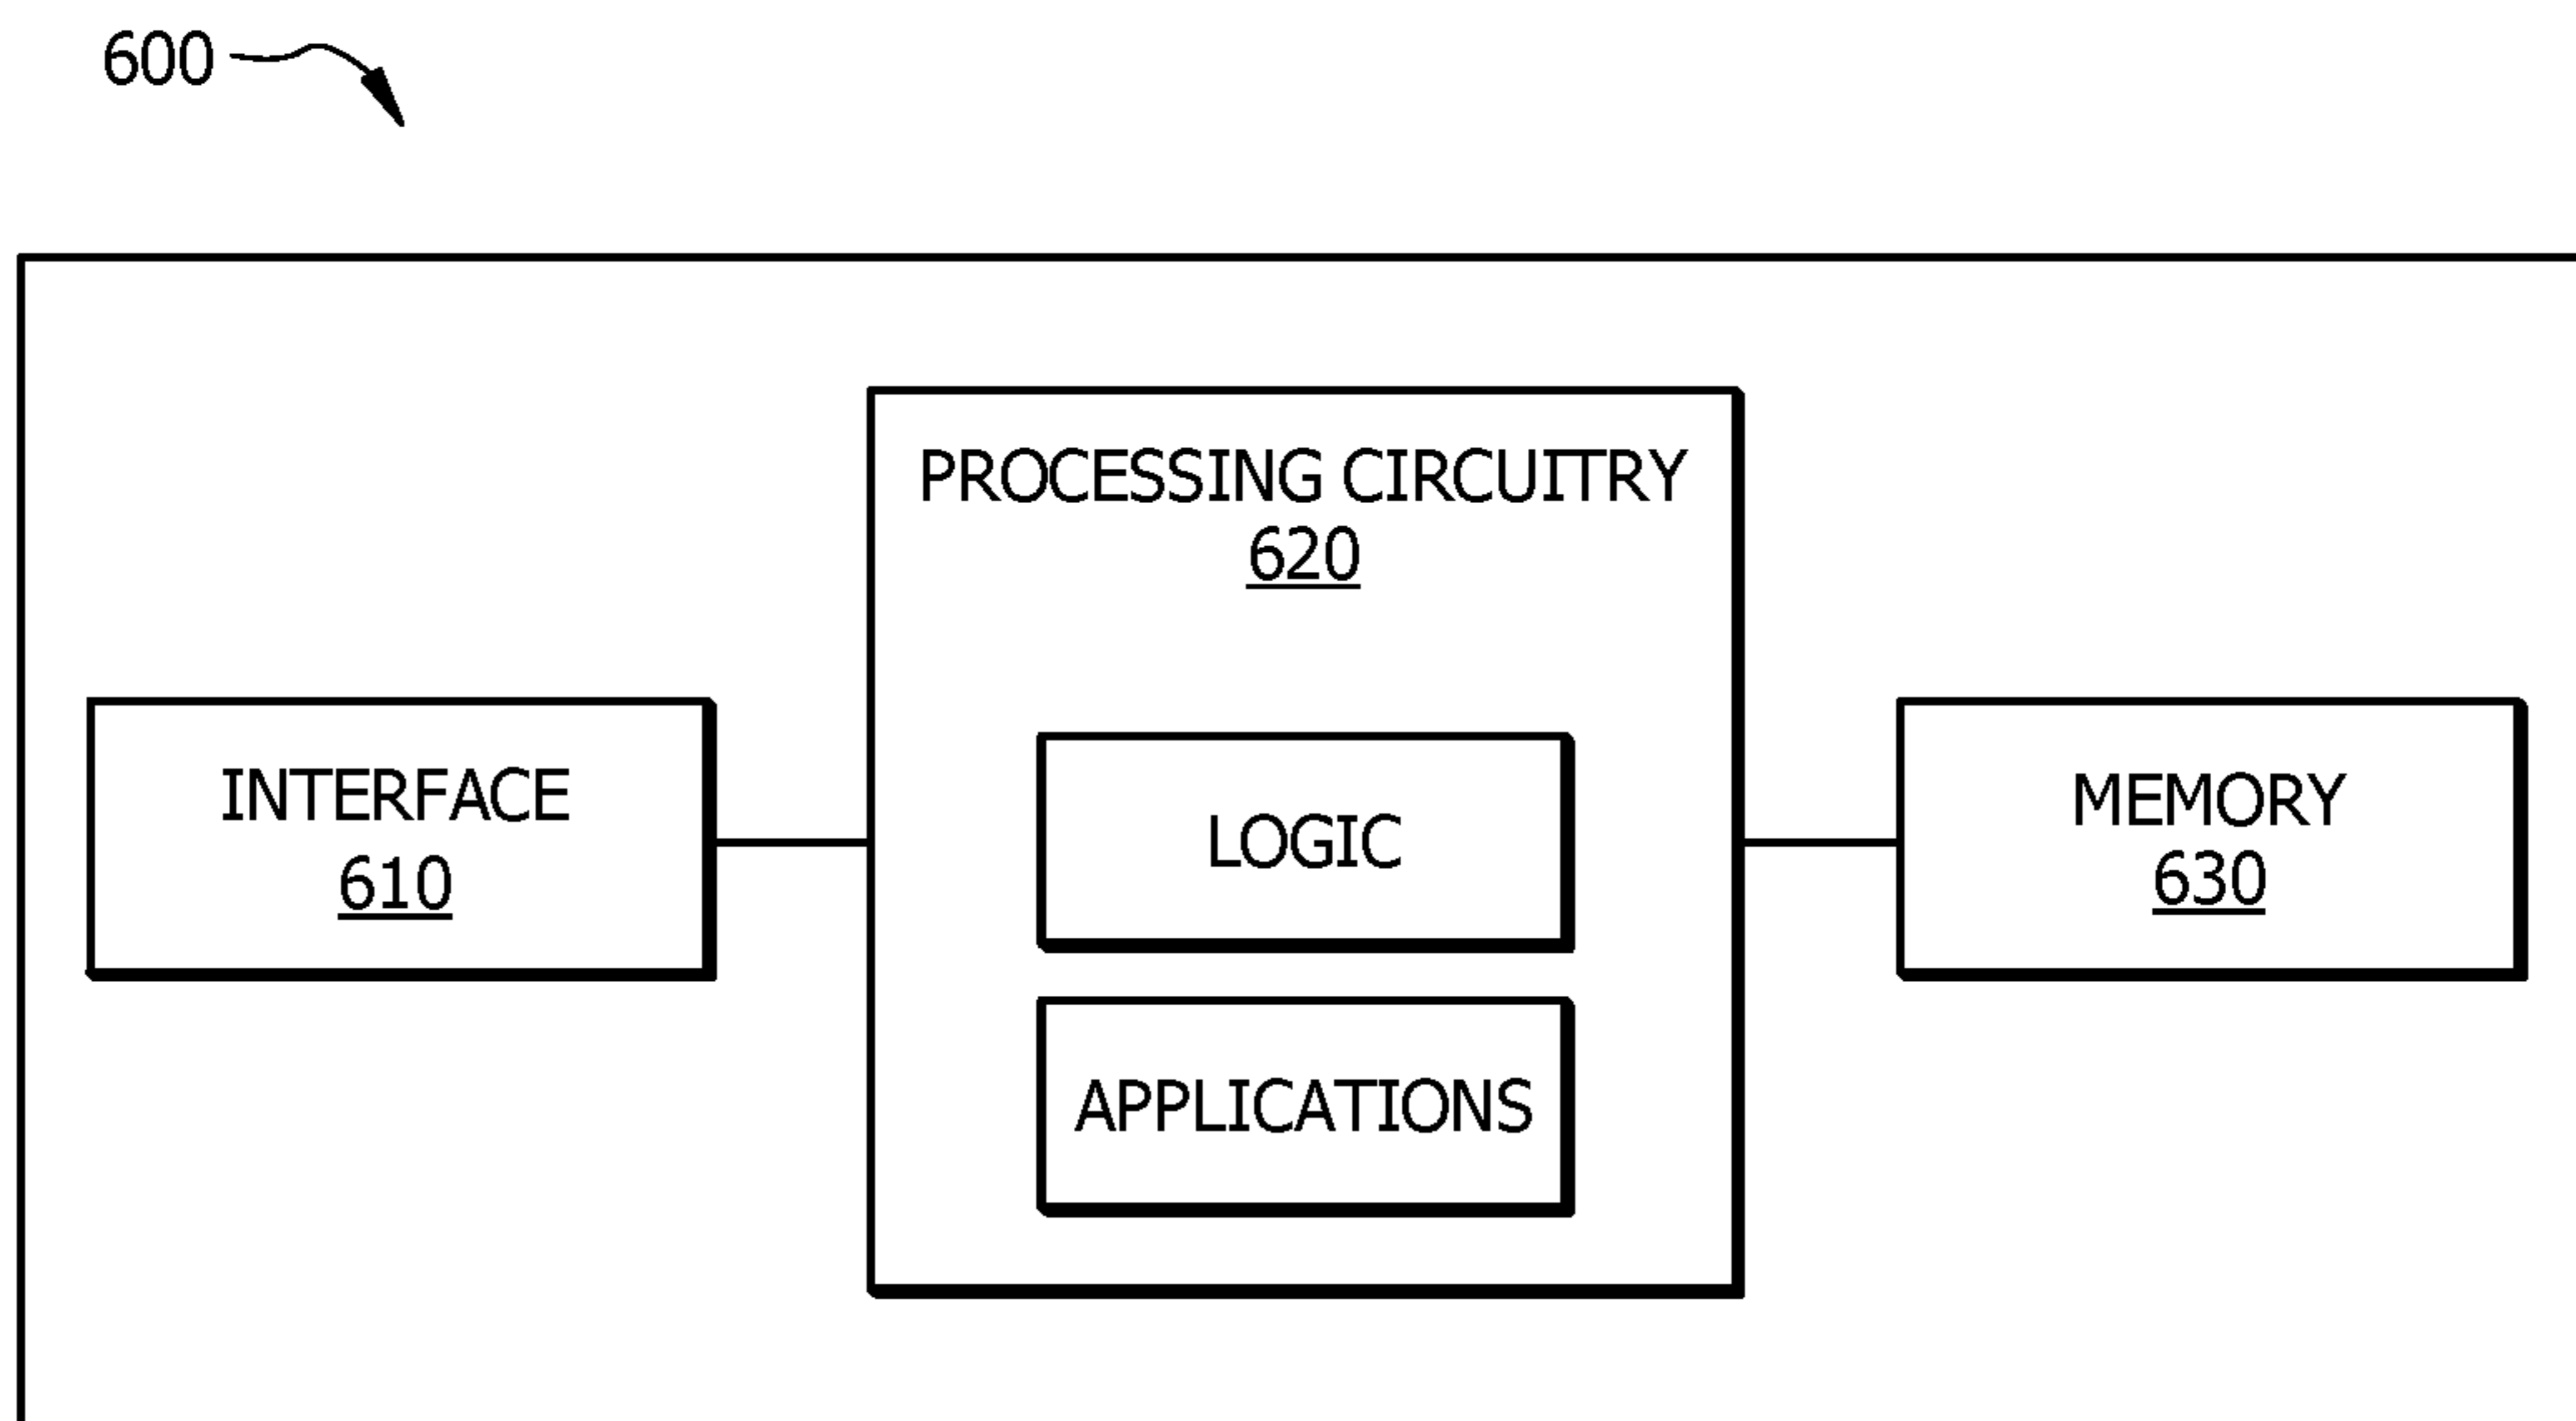 600
PROCESSING CIRCUITRY
620
INTERFACE
610
LOGIC
APPLICATIONS
MEMORY
630